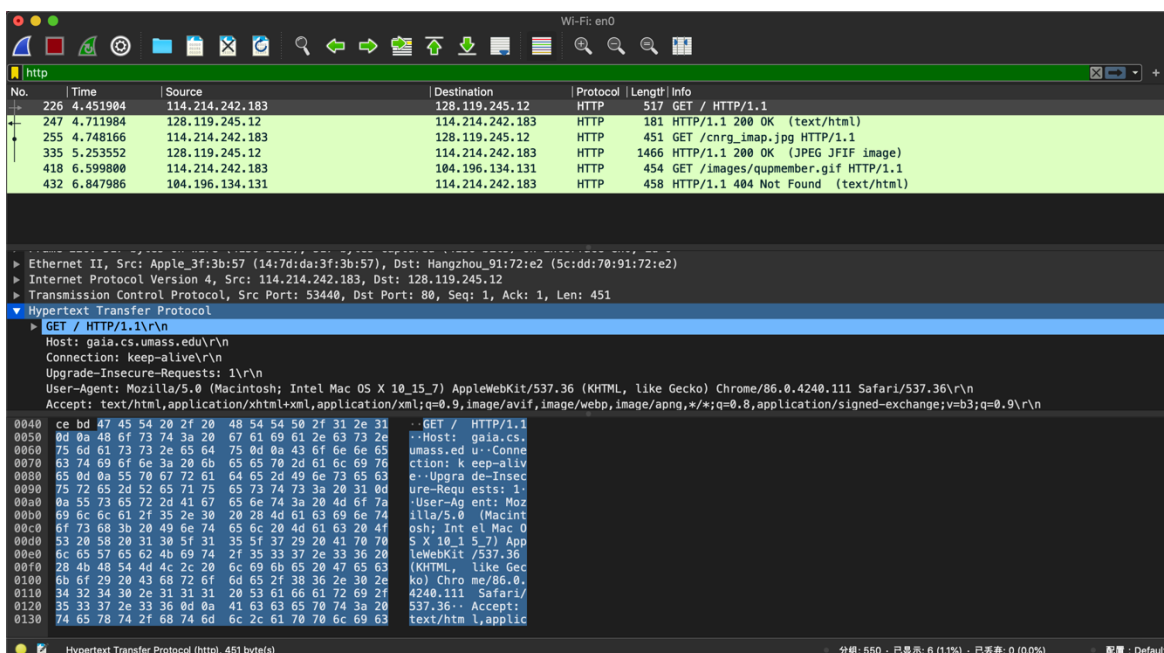 Wi-Fi: en0
http
No. Time Source Destination Protocol Length Info
226 4.451904 114.214.242.183 128.119.245.12 HTTP 517 GET / HTTP/1.1
247 4.711984 128.119.245.12 114.214.242.183 HTTP 181 HTTP/1.1 200 OK (text/html)
255 4.748166 114.214.242.183 128.119.245.12 HTTP 451 GET /cnrg_imap.jpg HTTP/1.1
335 5.253552 128.119.245.12 114.214.242.183 HTTP 1466 HTTP/1.1 200 OK (JPEG JFIF image)
418 6.599800 114.214.242.183 104.196.134.131 HTTP 454 GET /images/qupmember.gif HTTP/1.1
432 6.847986 104.196.134.131 114.214.242.183 HTTP 458 HTTP/1.1 404 Not Found (text/html)
Ethernet II, Src: Apple_3f:3b:57 (14:7d:da:3f:3b:57), Dst: Hangzhou_91:72:e2 (5c:dd:70:91:72:e2)
Internet Protocol Version 4, Src: 114.214.242.183, Dst: 128.119.245.12
Transmission Control Protocol, Src Port: 53440, Dst Port: 80, Seq: 1, Ack: 1, Len: 451
Hypertext Transfer Protocol
GET / HTTP/1.1\r\n
Host: gaia.cs.umass.edu\r\n
Connection: keep-alive\r\n
Upgrade-Insecure-Requests: 1\r\n
User-Agent: Mozilla/5.0 (Macintosh; Intel Mac OS X 10_15_7) AppleWebKit/537.36 (KHTML, like Gecko) Chrome/86.0.4240.111 Safari/537.36\r\n
Accept: text/html,application/xhtml+xml,application/xml;q=0.9,image/avif,image/webp,image/apng,*/*;q=0.8,application/signed-exchange;v=b3;q=0.9\r\n
0040 ce bd 47 45 54 20 2f 20 48 54 54 50 2f 31 2e 31 ··GET / HTTP/1.1
0050 0d 0a 48 6f 73 74 3a 20 67 61 69 61 2e 63 73 2e ··Host: gaia.cs.
0060 75 6d 61 73 73 2e 65 64 75 0d 0a 43 6f 6e 6e 65 umass.ed u··Conne
0070 63 74 69 6f 6e 3a 20 6b 65 65 70 2d 61 6c 69 76 ction: k eep-aliv
0080 65 0d 0a 55 70 67 72 61 64 65 2d 49 6e 73 65 63 e··Upgra de-Insec
0090 75 72 65 2d 52 65 71 75 65 73 74 73 3a 20 31 0d ure-Requ ests: 1·
00a0 0a 55 73 65 72 2d 41 67 65 6e 74 3a 20 4d 6f 7a ·User-Ag ent: Moz
00b0 69 6c 6c 61 2f 35 2e 30 20 28 4d 61 63 69 6e 74 illa/5.0 (Macint
00c0 6f 73 68 3b 20 49 6e 74 65 6c 20 4d 61 63 20 4f osh; Int el Mac O
00d0 53 20 58 20 31 30 5f 31 35 5f 37 29 20 41 70 70 S X 10_1 5_7) App
00e0 6c 65 57 65 62 4b 69 74 2f 35 33 37 2e 33 36 20 leWebKit /537.36
00f0 28 4b 48 54 4d 4c 2c 20 6c 69 6b 65 20 47 65 63 (KHTML, like Gec
0100 6b 6f 29 20 43 68 72 6f 6d 65 2f 38 36 2e 30 2e ko) Chro me/86.0.
0110 34 32 34 30 2e 31 31 31 20 53 61 66 61 72 69 2f 4240.111 Safari/
0120 35 33 37 2e 33 36 0d 0a 41 63 63 65 70 74 3a 20 537.36·· Accept:
0130 74 65 78 74 2f 68 74 6d 6c 2c 61 70 70 6c 69 63 text/htm l,applic
Hypertext Transfer Protocol (http), 451 byte(s) 分组: 550 · 已显示: 6 (1.1%) · 已丢弃: 0 (0.0%) 配置: Default